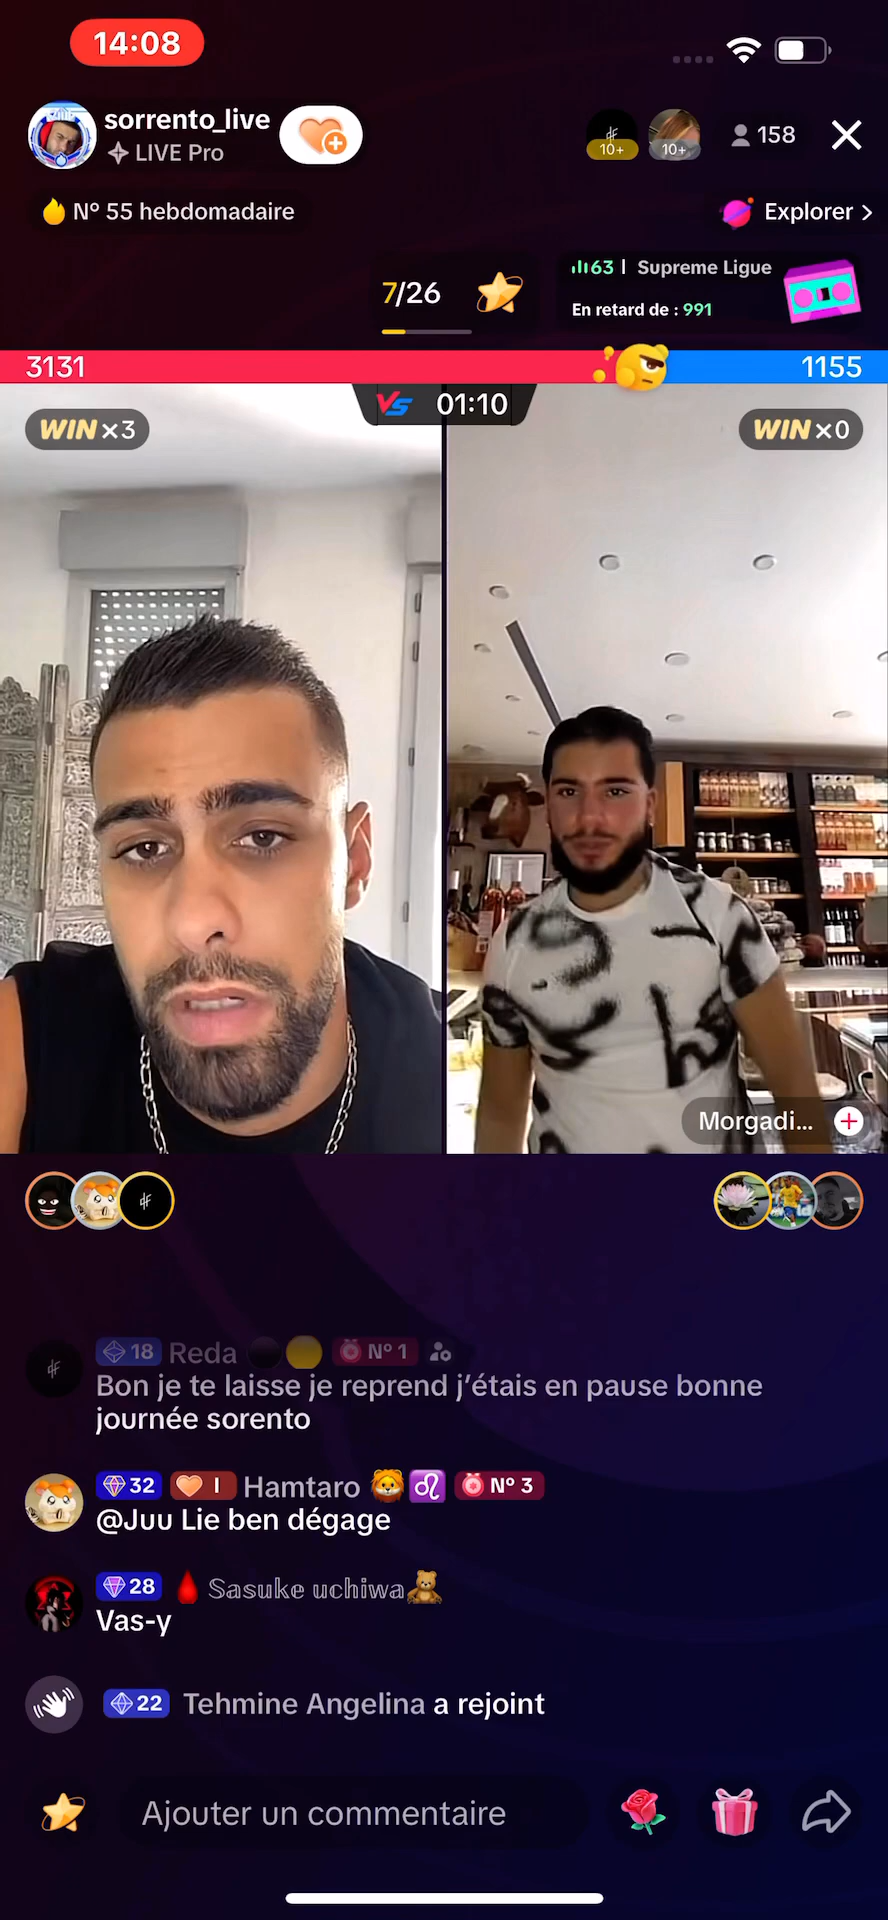 14:08
sorrento_live
LIVE Pro
10+
10+
158
N° 55 hebdomadaire
Explorer >
7/26
63 | Supreme Ligue
En retard de : 991
3131
1155
VS 01:10
WIN x3
WIN x0
Morgadi...
18 Reda N° 1
Bon je te laisse je reprend j'étais en pause bonne
journée sorento
32 I Hamtaro 🦁♌ N° 3
@Juu Lie ben dégage
28 🩸 𝕊𝕒𝕤𝕦𝕜𝕖 𝕦𝕔𝕙𝕚𝕨𝕒🧸
Vas-y
22 Tehmine Angelina a rejoint
Ajouter un commentaire